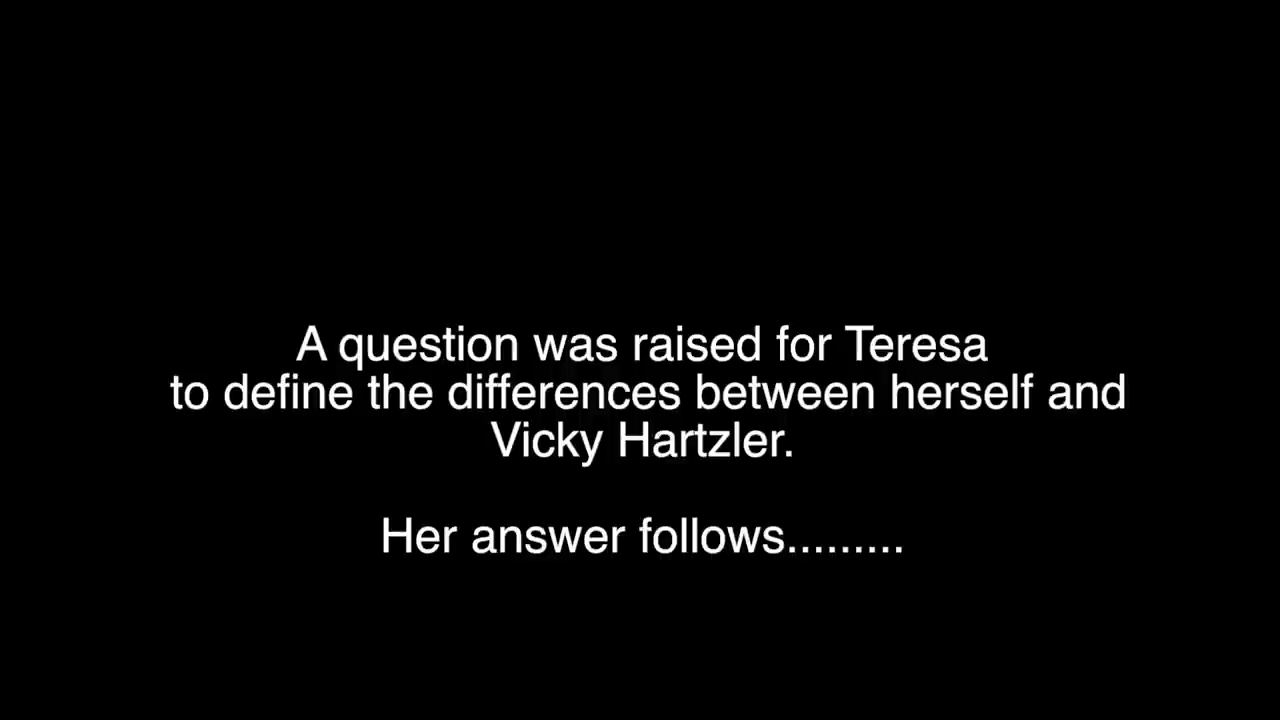 A question was raised for Teresa
to define the differences between herself and
Vicky Hartzler.
Her answer follows.........